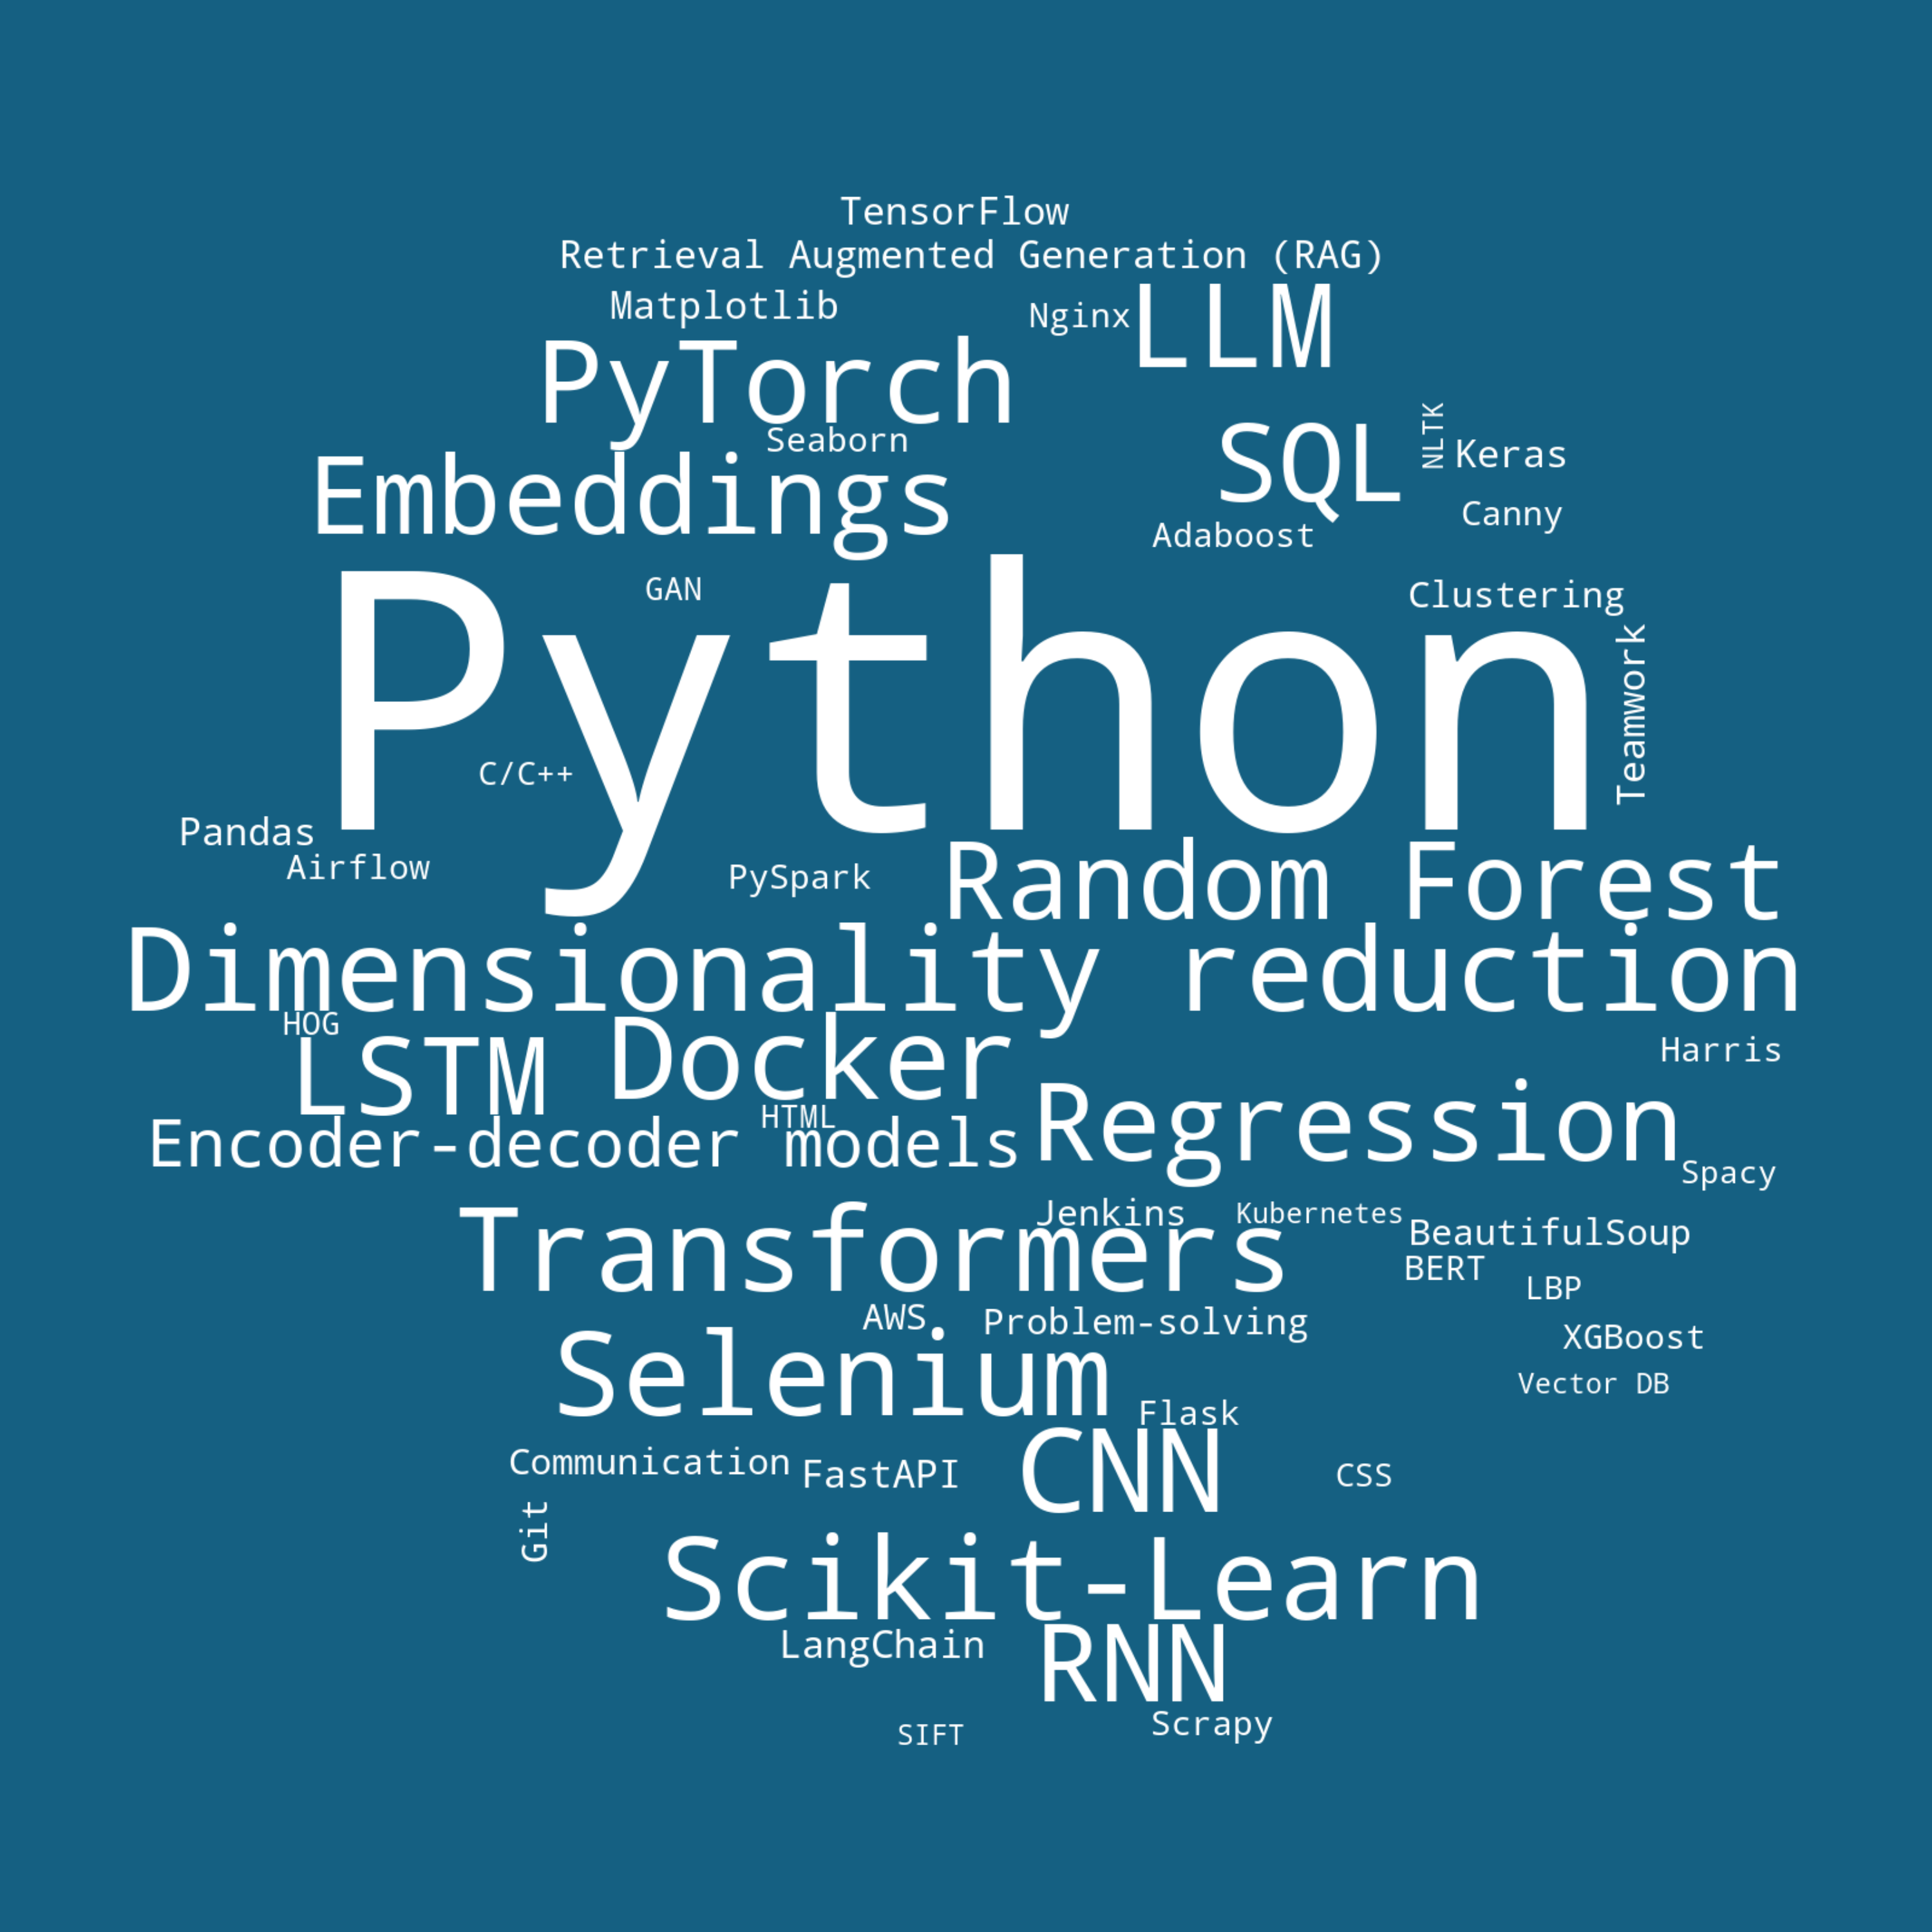 TensorFlow
Retrieval Augmented Generation (RAG)
Matplotlib
Nginx
LLM
PyTorch
NLTK
Seaborn
SQL
Keras
Embeddings
Canny
Adaboost
GAN
Clustering
Python
Teamwork
C/C++
Pandas
Airflow
PySpark
Random Forest
Dimensionality reduction
HOG
LSTM
Docker
Harris
HTML
Regression
Encoder-decoder models
Spacy
Jenkins
Kubernetes
BeautifulSoup
Transformers
BERT
LBP
AWS
Problem-solving
XGBoost
Selenium
Vector DB
Flask
Communication
FastAPI
CNN
CSS
Git
Scikit-Learn
LangChain
RNN
Scrapy
SIFT